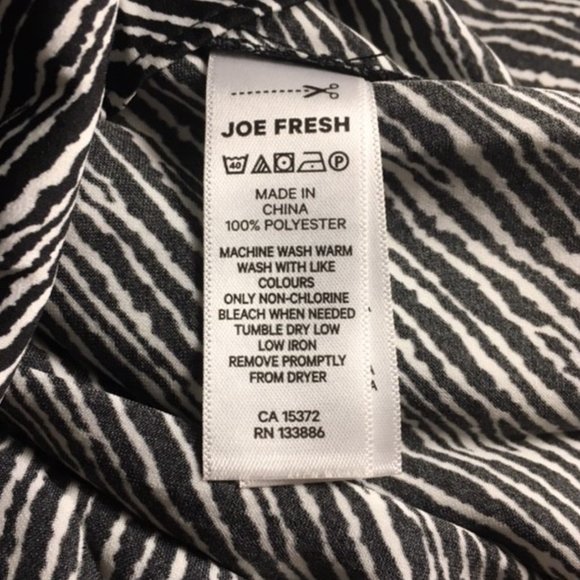 JOE FRESH
40 P
MADE IN
CHINA
100% POLYESTER
MACHINE WASH WARM
WASH WITH LIKE
COLOURS
ONLY NON-CHLORINE
BLEACH WHEN NEEDED
TUMBLE DRY LOW
LOW IRON
REMOVE PROMPTLY
FROM DRYER
CA 15372
RN 133886